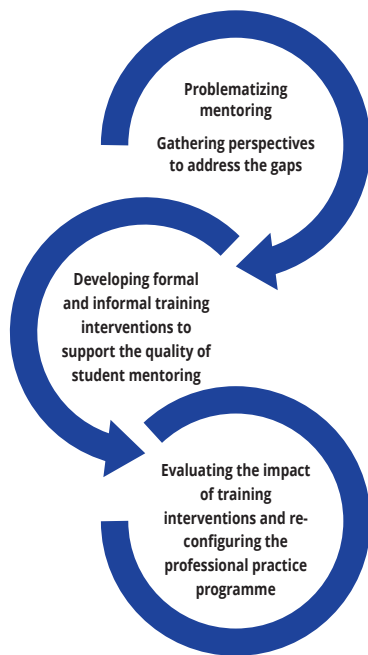 Problematizing
mentoring
Gathering perspectives
to address the gaps
Developing formal
and informal training
interventions to
support the quality of
student mentoring
Evaluating the impact
of training
interventions and re-
configuring the
professional practice
programme